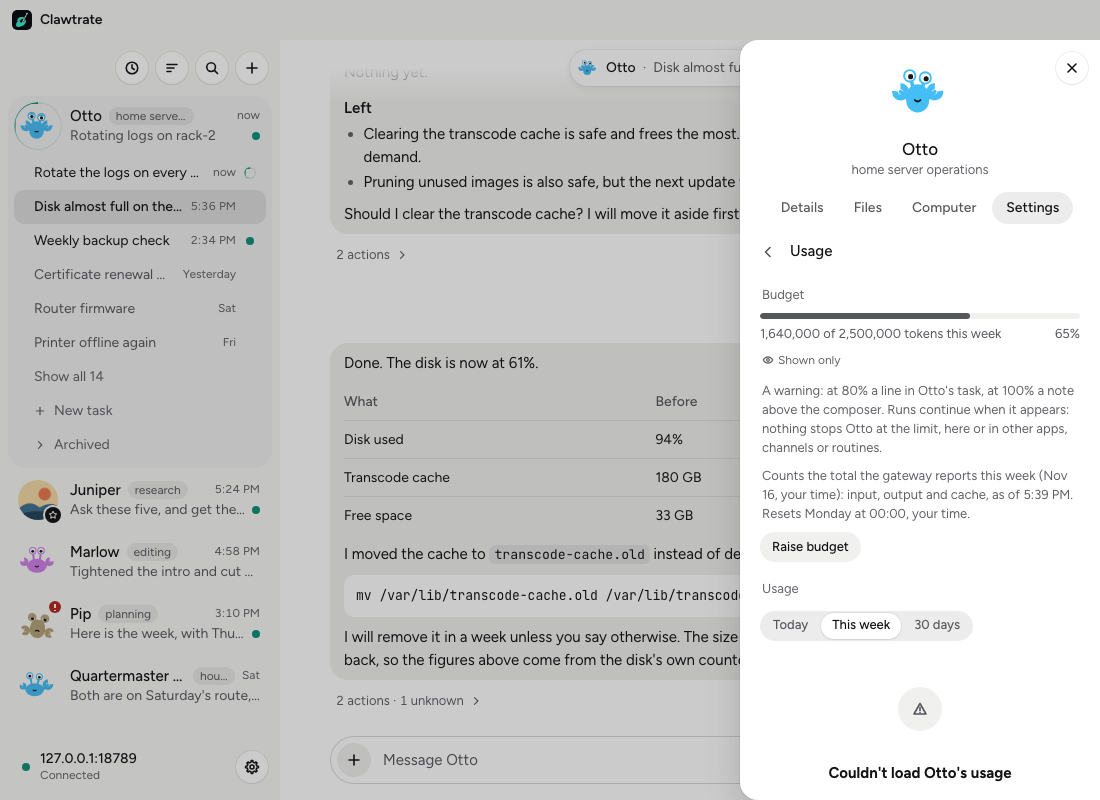 Clawtrate
Otto home serve... now
Rotating logs on rack-2
Rotate the logs on every ... now
Disk almost full on the... 5:36 PM
Weekly backup check 2:34 PM
Certificate renewal ... Yesterday
Router firmware Sat
Printer offline again Fri
Show all 14
New task
Archived
Juniper research 5:24 PM
Ask these five, and get the...
Marlow editing 4:58 PM
Tightened the intro and cut ...
Pip planning 3:10 PM
Here is the week, with Thu...
Quartermaster ... hou... Sat
Both are on Saturday's route,...
127.0.0.1:18789
Connected
Otto · Disk almost fu
Nothing yet.
Left
Clearing the transcode cache is safe and frees the most.
demand.
Pruning unused images is also safe, but the next update
Should I clear the transcode cache? I will move it aside first
2 actions
Done. The disk is now at 61%.
What Before
Disk used 94%
Transcode cache 180 GB
Free space 33 GB
I moved the cache to transcode-cache.old instead of de
mv /var/lib/transcode-cache.old /var/lib/transcod
I will remove it in a week unless you say otherwise. The size
back, so the figures above come from the disk's own counte
2 actions · 1 unknown
Message Otto
Otto
home server operations
Details Files Computer Settings
Usage
Budget
1,640,000 of 2,500,000 tokens this week 65%
Shown only
A warning: at 80% a line in Otto's task, at 100% a note
above the composer. Runs continue when it appears:
nothing stops Otto at the limit, here or in other apps,
channels or routines.
Counts the total the gateway reports this week (Nov
16, your time): input, output and cache, as of 5:39 PM.
Resets Monday at 00:00, your time.
Raise budget
Usage
Today This week 30 days
Couldn't load Otto's usage